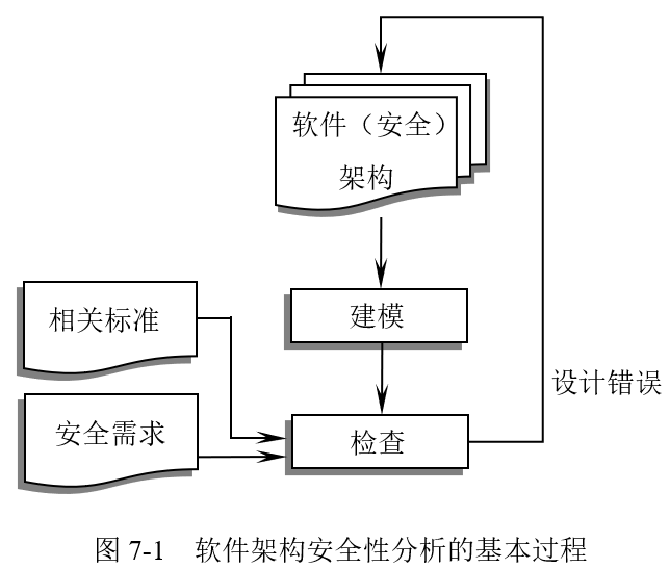 软件（安全）
架构
相关标准
建模
设计错误
安全需求
检查
图 7-1 软件架构安全性分析的基本过程